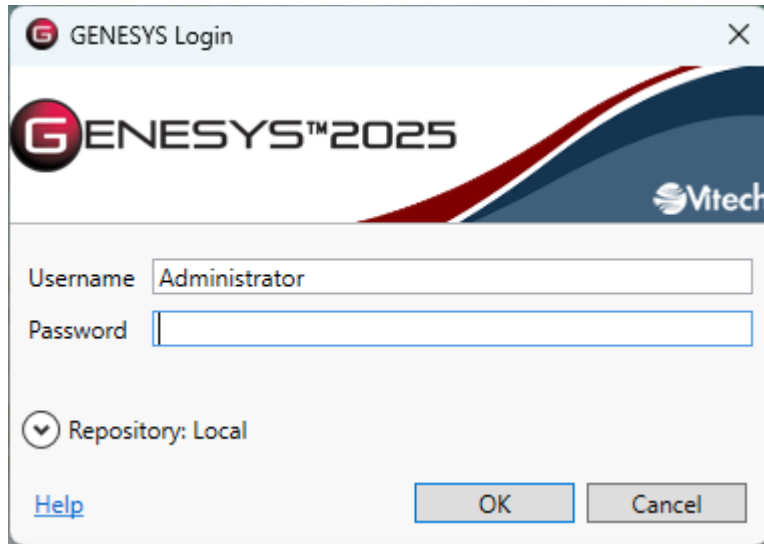 GENESYS Login
GENESYS™2025
Vitech
Username Administrator
Password
Repository: Local
Help OK Cancel